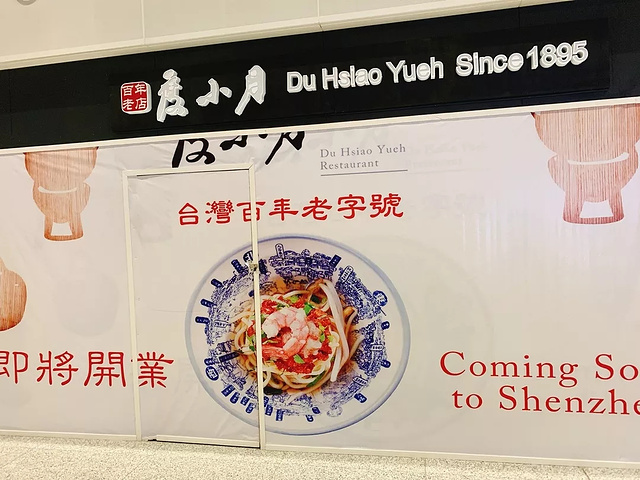 百年老店
度小月 Du Hsiao Yueh Since 1895
度小月
Du Hsiao Yueh
Restaurant
台灣百年老字號
即將開業
Coming So
to Shenzhe